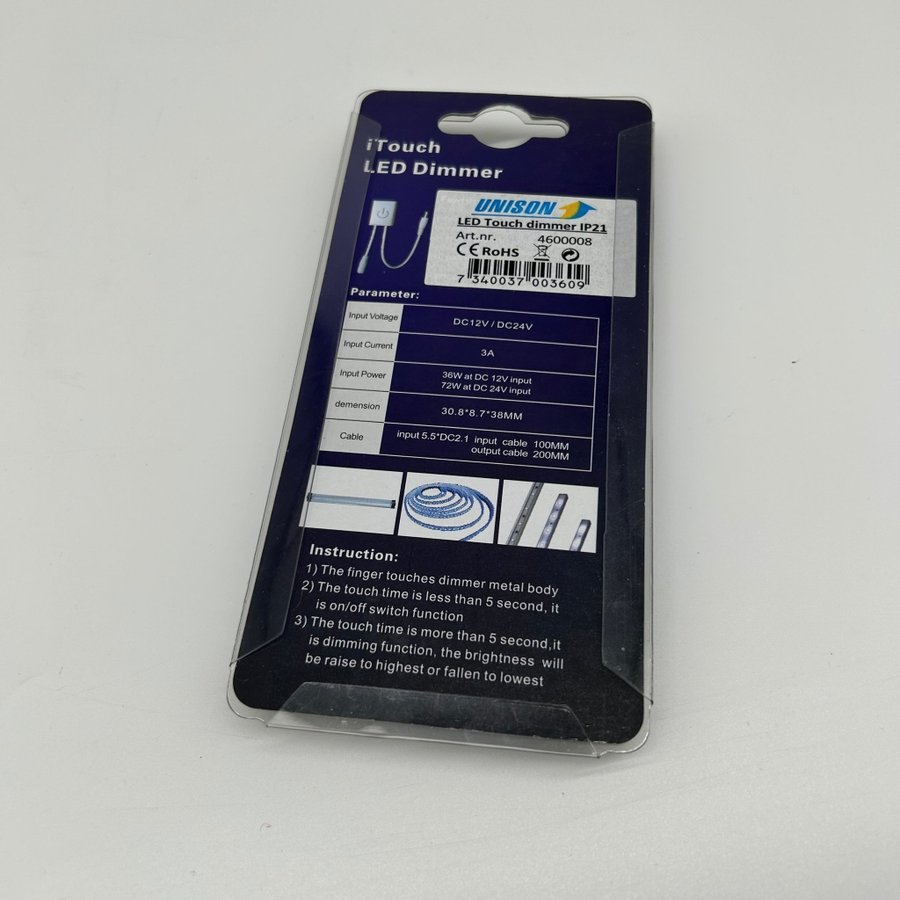 iTouch
LED Dimmer
UNISON
LED Touch dimmer IP21
Art.nr. 4600008
CE RoHS
7 340037 003609
Parameter:
Input Voltage DC12V / DC24V
Input Current 3A
Input Power 36W at DC 12V input
72W at DC 24V input
demension 30.8*8.7*38MM
Cable input 5.5*DC2.1 input cable 100MM
output cable 200MM
Instruction:
1) The finger touches dimmer metal body
2) The touch time is less than 5 second, it
is on/off switch function
3) The touch time is more than 5 second,it
is dimming function, the brightness will
be raise to highest or fallen to lowest